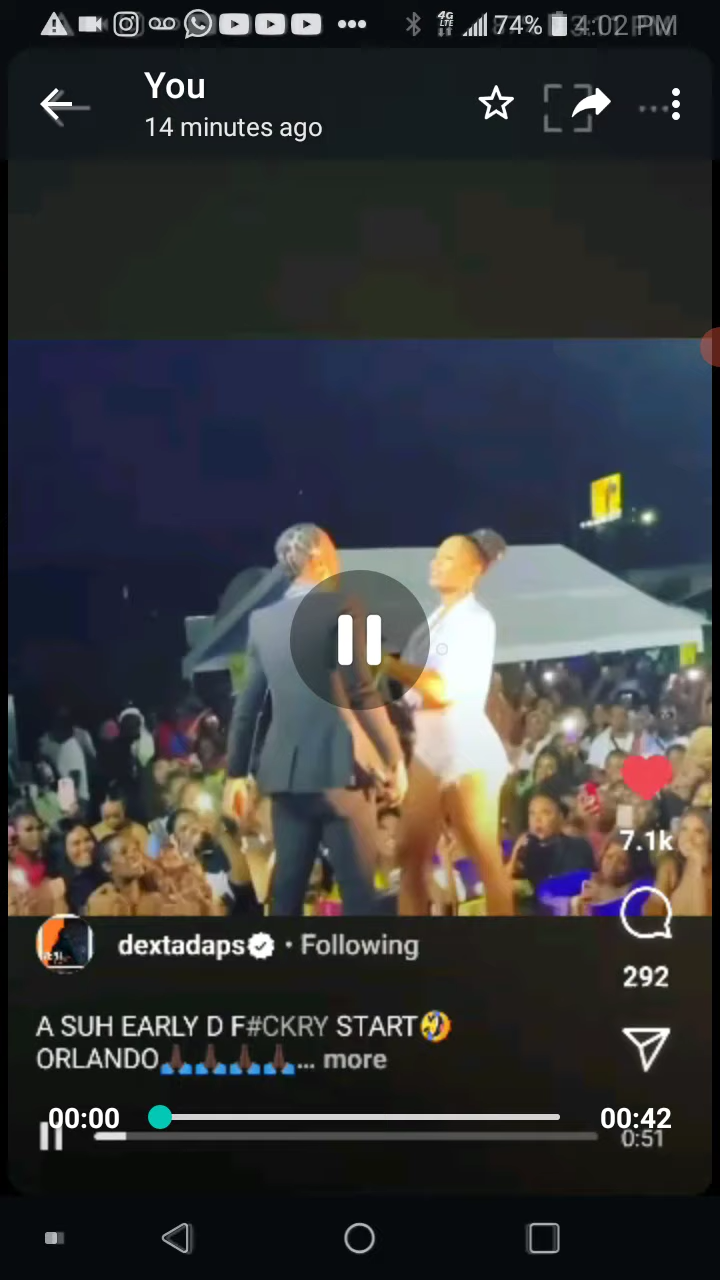 74% 4:02 PM
You
14 minutes ago
7.1k
dextadaps • Following
292
A SUH EARLY D F#CKRY START🤣
ORLANDO🙏🏿🙏🏿🙏🏿🙏🏿... more
00:00 00:42
0:51